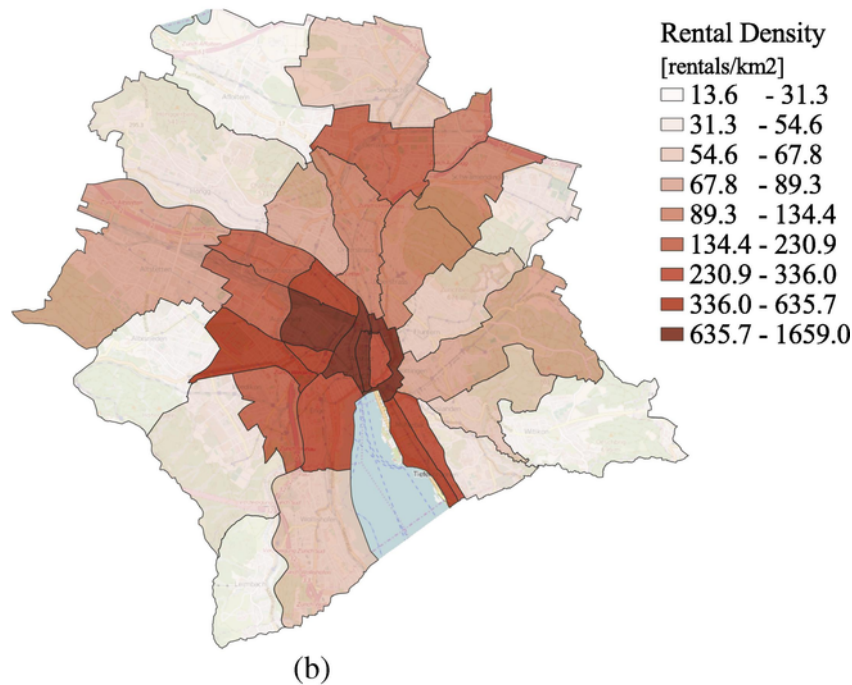 Rental Density
[rentals/km2]
13.6 - 31.3
31.3 - 54.6
54.6 - 67.8
67.8 - 89.3
89.3 - 134.4
134.4 - 230.9
230.9 - 336.0
336.0 - 635.7
635.7 - 1659.0
(b)